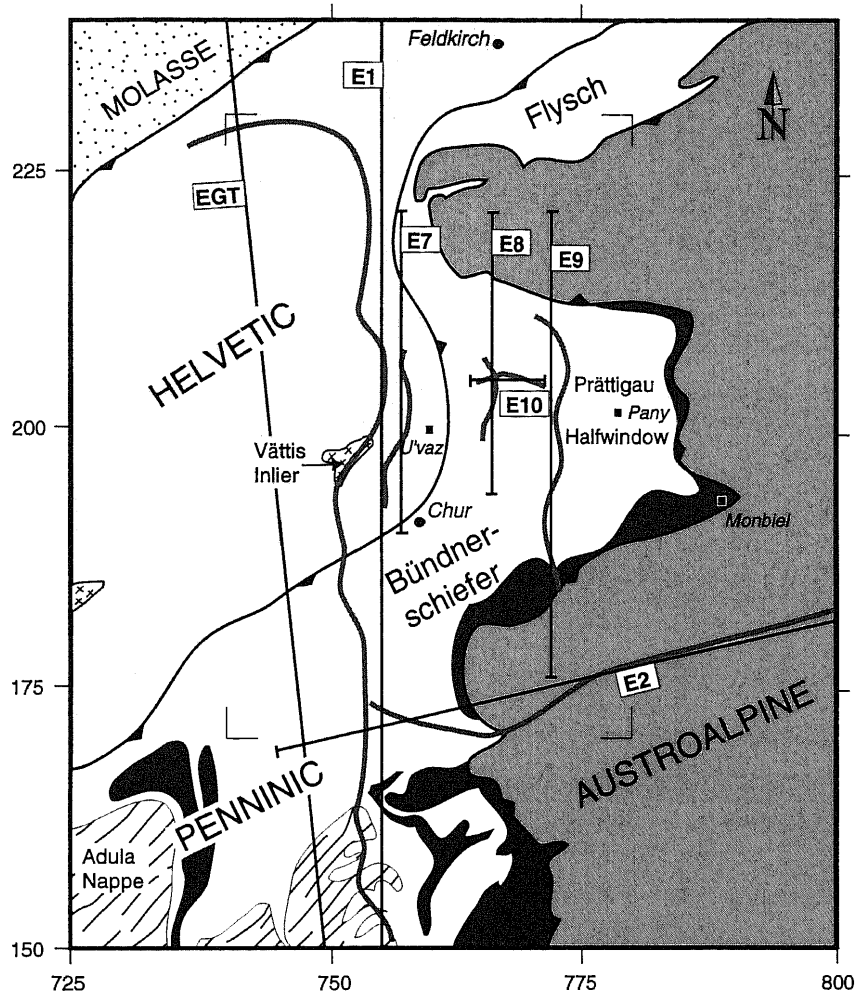 Feldkirch
MOLASSE
E1
Flysch
N
225
EGT
E7
E8
E9
HELVETIC
Prättigau
Pany
E10
Halfwindow
200
U'vaz
Vättis
Inlier
Chur
Monbiel
Bündner-
schiefer
175
E2
AUSTROALPINE
PENNINIC
Adula
Nappe
150
725
750
775
800